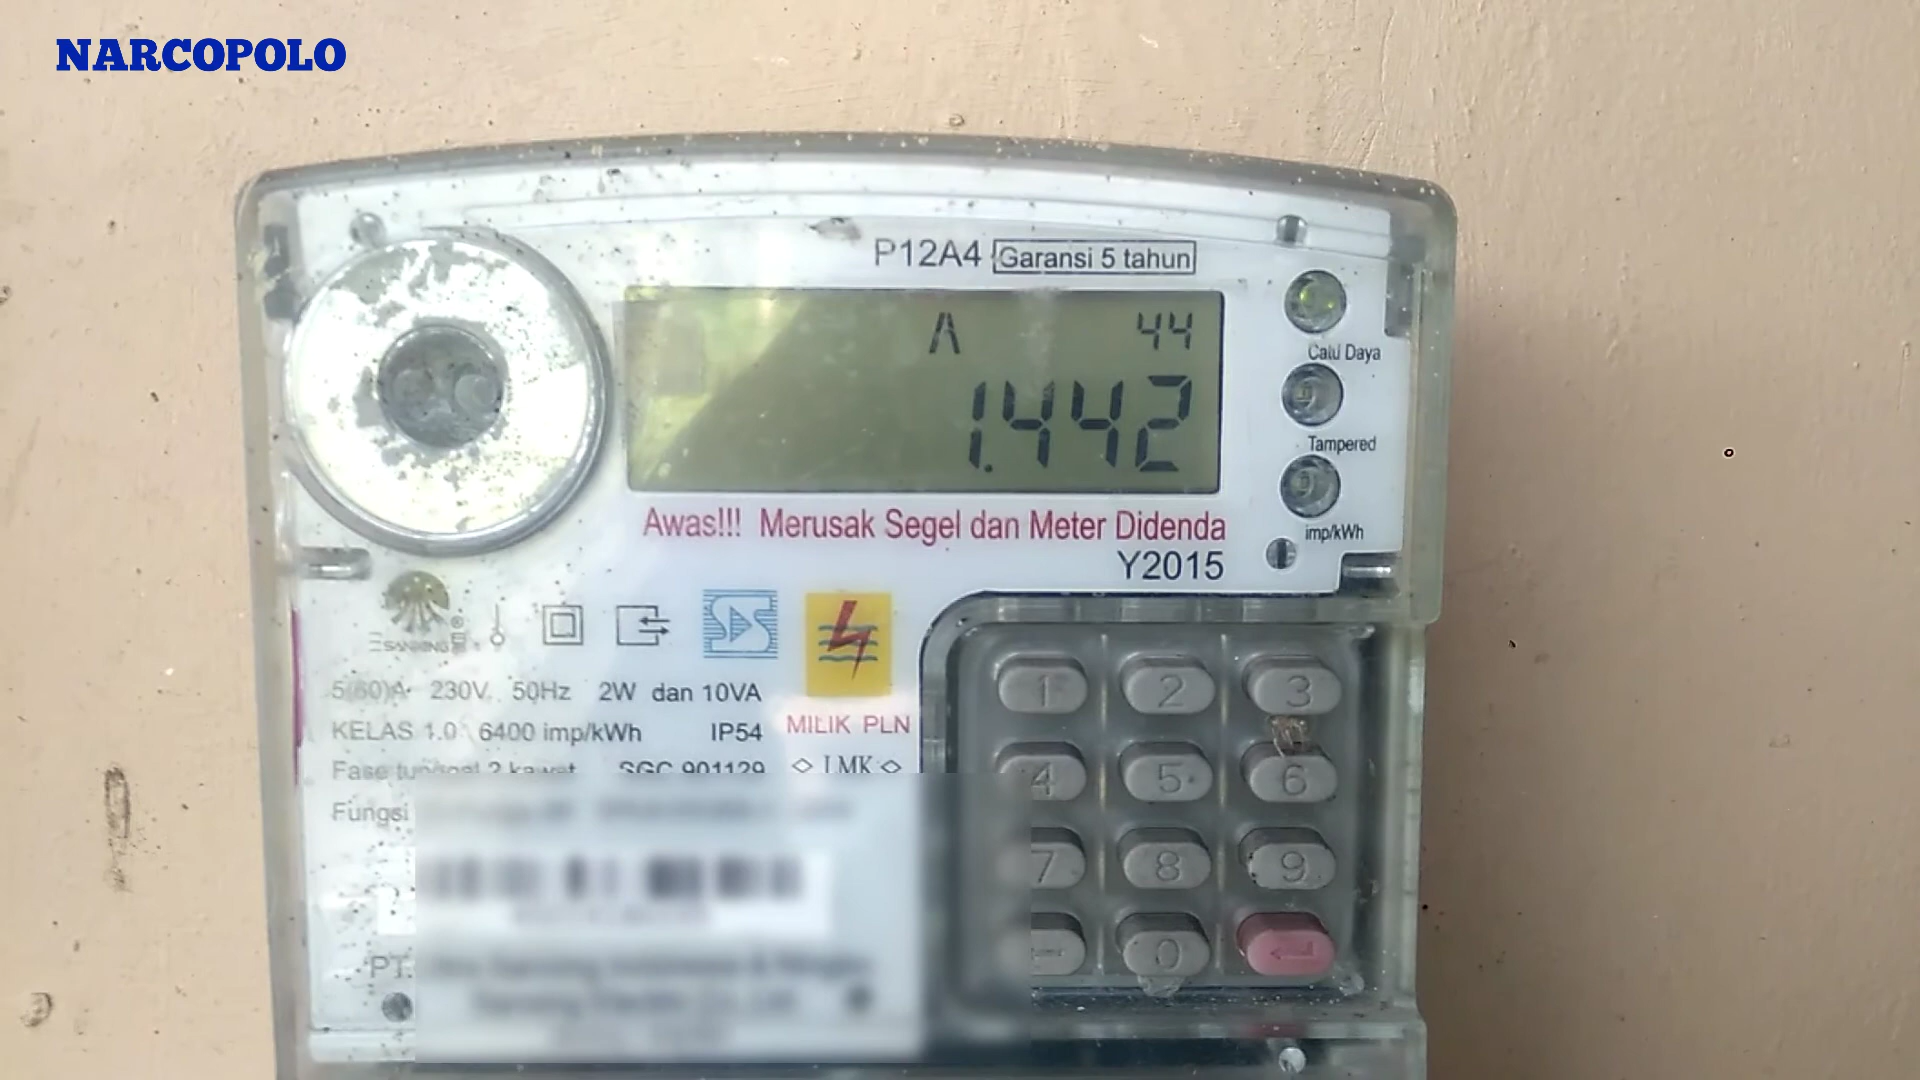 NARCOPOLO
P12A4 Garansi 5 tahun
A 44
1.442
Catu Daya
Tampered
imp/kWh
Awas!!! Merusak Segel dan Meter Didenda
Y2015
SANXING
5(60)A 230V 50Hz 2W dan 10VA
KELAS 1.0 6400 imp/kWh IP54
MILIK PLN
Fase tunggal 2 kawat SGC 901129
LMK
Fungsi
PT.
1 2 3
4 5 6
7 8 9
0